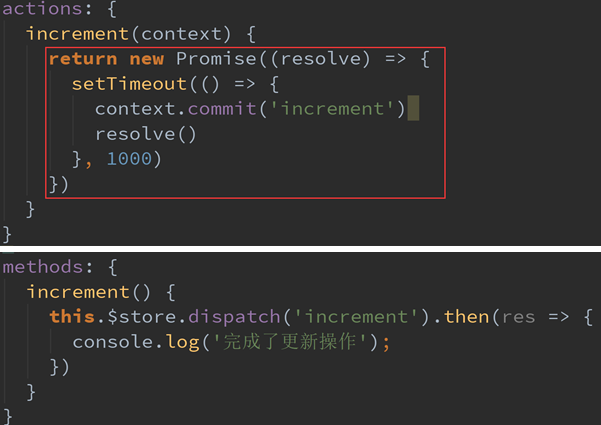 actions: {
  increment(context) {
    return new Promise((resolve) => {
      setTimeout(() => {
        context.commit('increment')
        resolve()
      }, 1000)
    })
  }
}
methods: {
  increment() {
    this.$store.dispatch('increment').then(res => {
      console.log('完成了更新操作');
    })
  }
}